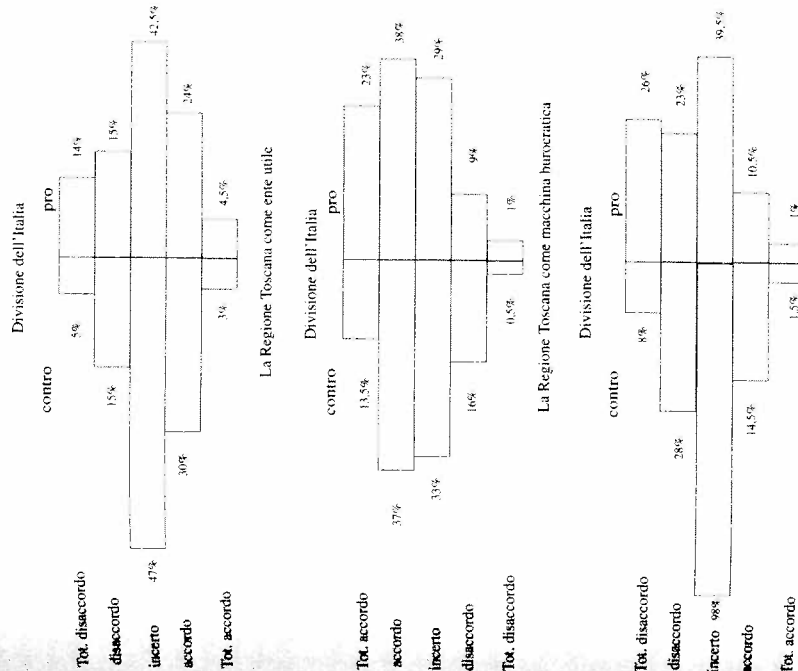 Divisione dell'Italia
contro pro
Tot. disaccordo 5% 14%
disaccordo 15% 15%
incerto 47% 42,5%
accordo 30% 24%
Tot. accordo 3% 4,5%
La Regione Toscana come ente utile
Divisione dell'Italia
contro pro
Tot. accordo 13,5% 23%
accordo 37% 38%
incerto 33% 29%
disaccordo 16% 9%
Tot. disaccordo 0,5% 1%
La Regione Toscana come macchina burocratica
Divisione dell'Italia
contro pro
Tot. disaccordo 8% 26%
disaccordo 28% 23%
incerto 98% 39,5%
accordo 14,5% 10,5%
Tot. accordo 1,5% 1%